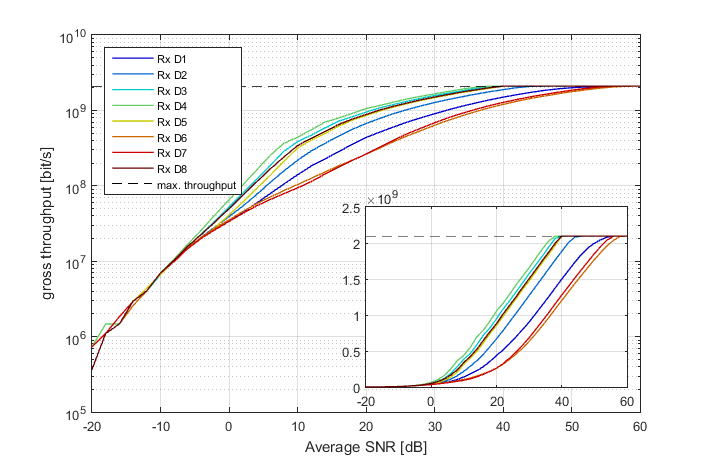 10^10
10^9
10^8
10^7
10^6
10^5
gross throughput [bit/s]
Rx D1
Rx D2
Rx D3
Rx D4
Rx D5
Rx D6
Rx D7
Rx D8
max. throughput
×10^9
2.5
2
1.5
1
0.5
0
-20 0 20 40 60
-20 -10 0 10 20 30 40 50 60
Average SNR [dB]